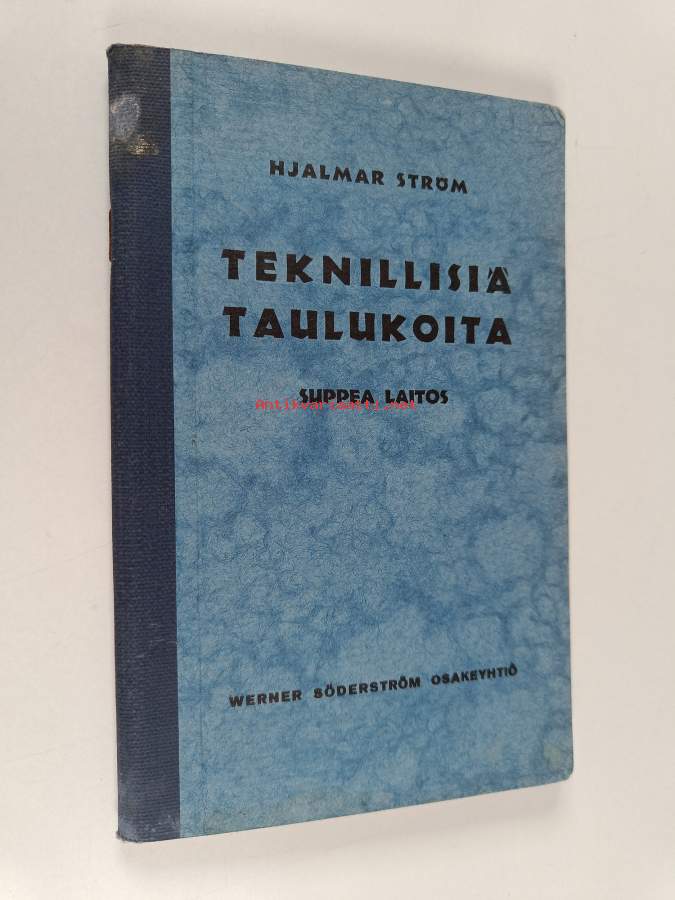 HJALMAR STRÖM
TEKNILLISIÄ
TAULUKOITA
SUPPEA LAITOS
Antikvariaatti.net
WERNER SÖDERSTRÖM OSAKEYHTIÖ